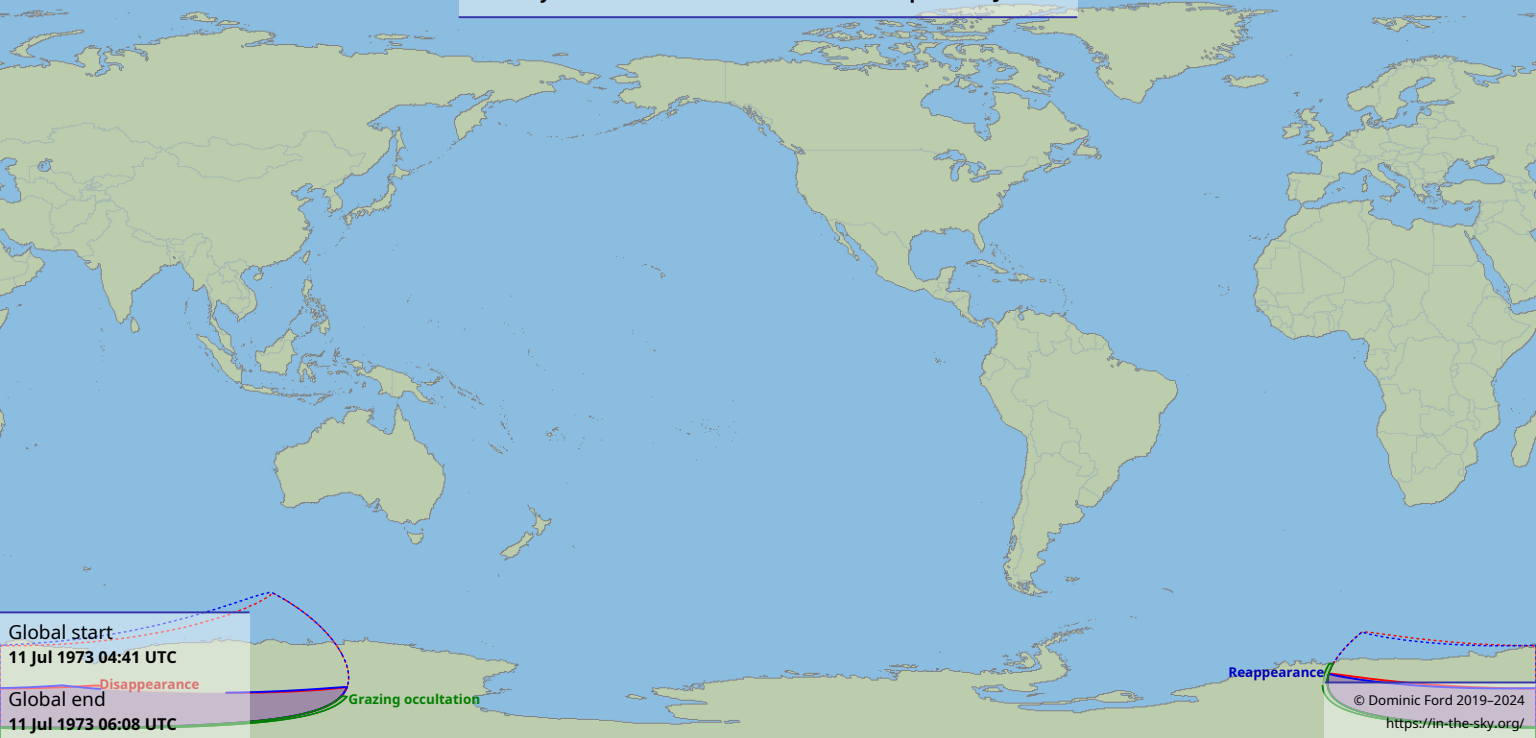 Global start
11 Jul 1973 04:41 UTC
Disappearance
Global end
11 Jul 1973 06:08 UTC
Grazing occultation
Reappearance
© Dominic Ford 2019–2024
https://in-the-sky.org/